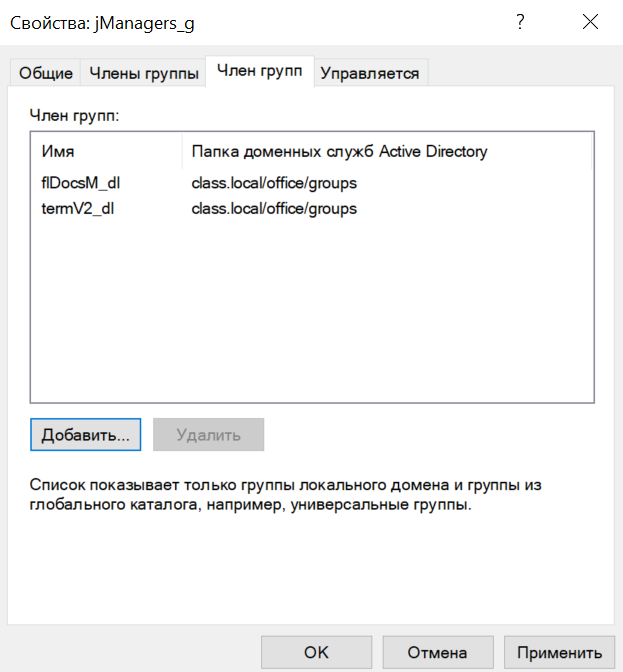 Свойства: jManagers_g
?
Общие Члены группы Член групп Управляется
Член групп:
Имя Папка доменных служб Active Directory
flDocsM_dl class.local/office/groups
termV2_dl class.local/office/groups
Добавить... Удалить
Список показывает только группы локального домена и группы из
глобального каталога, например, универсальные группы.
OK Отмена Применить